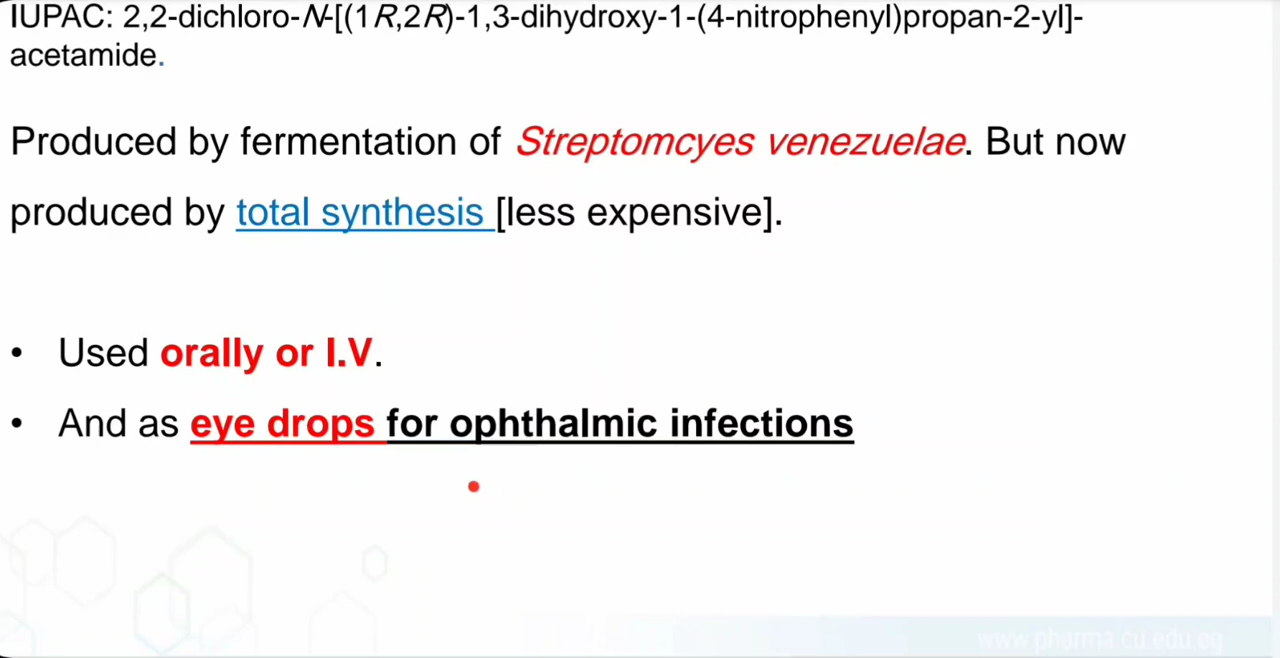 IUPAC: 2,2-dichloro-N-[(1R,2R)-1,3-dihydroxy-1-(4-nitrophenyl)propan-2-yl]-
acetamide.
Produced by fermentation of Streptomcyes venezuelae. But now
produced by total synthesis [less expensive].
• Used orally or I.V.
• And as eye drops for ophthalmic infections
www.pharma.cu.edu.eg